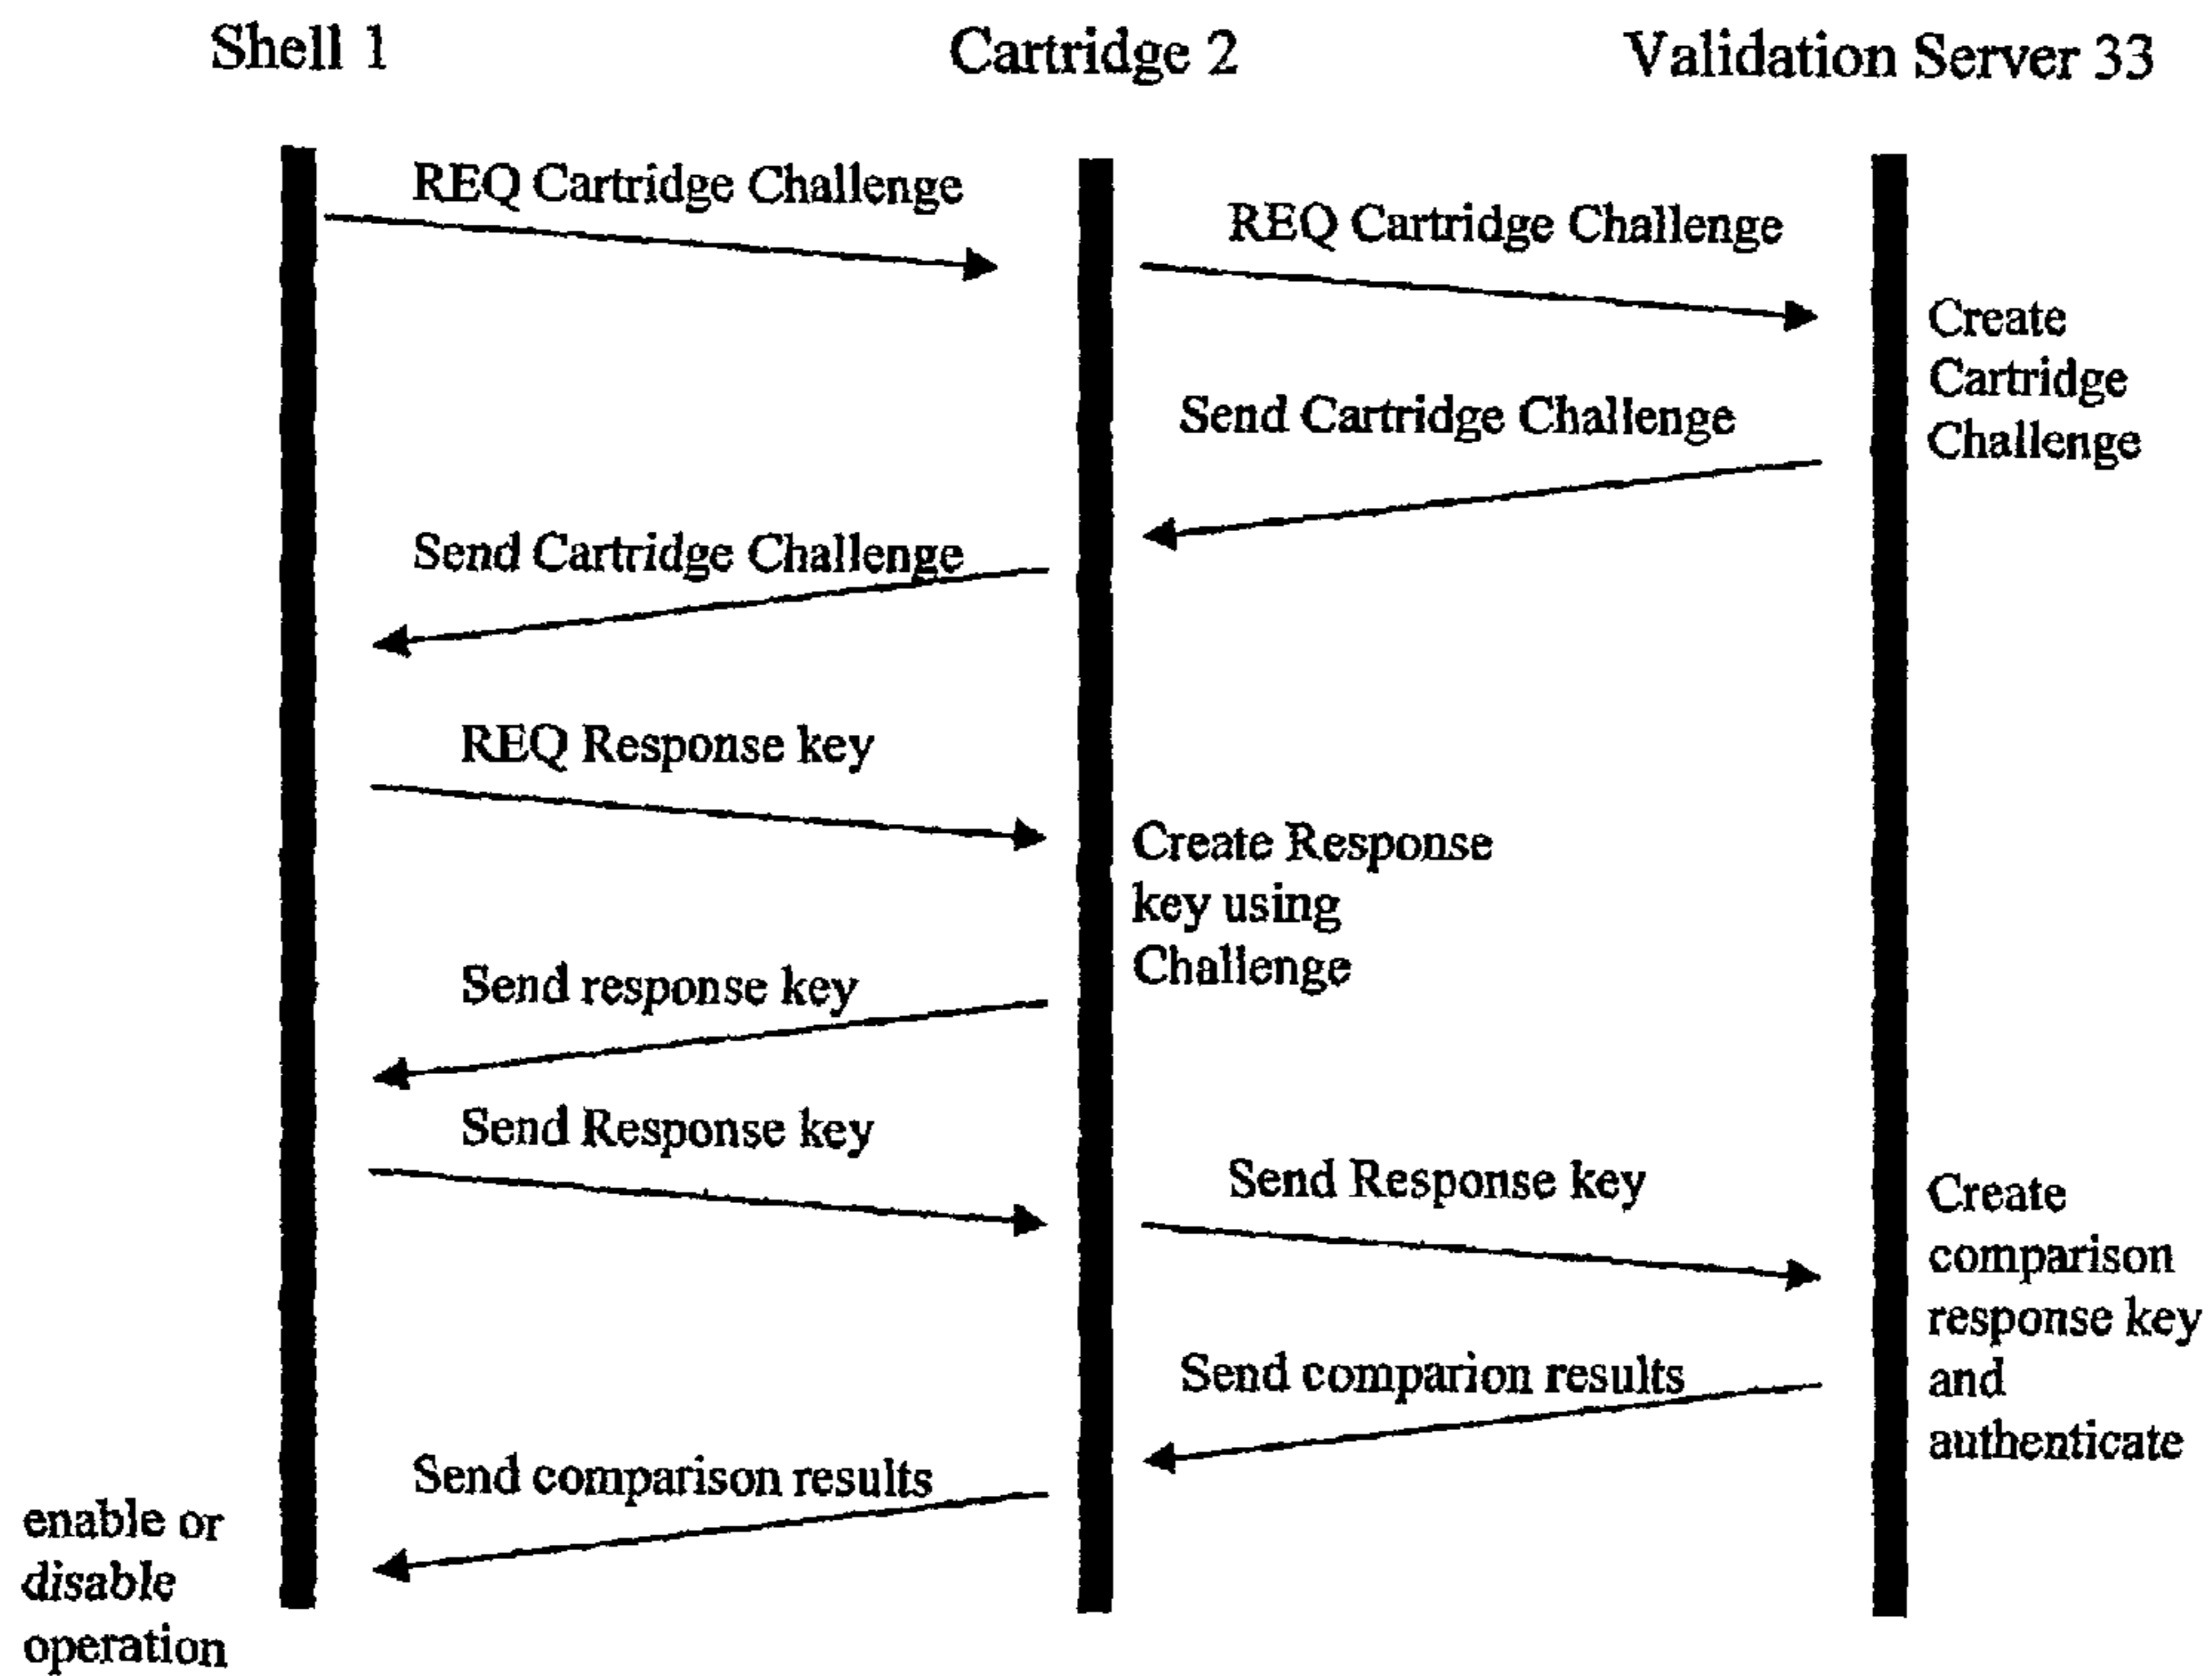 Shell 1
Cartridge 2
Validation Server 33
REQ Cartridge Challenge
REQ Cartridge Challenge
Create
Cartridge
Challenge
Send Cartridge Challenge
Send Cartridge Challenge
REQ Response key
Create Response
key using
Challenge
Send response key
Send Response key
Send Response key
Create
comparison
response key
and
authenticate
Send comparion results
Send comparison results
enable or
disable
operation